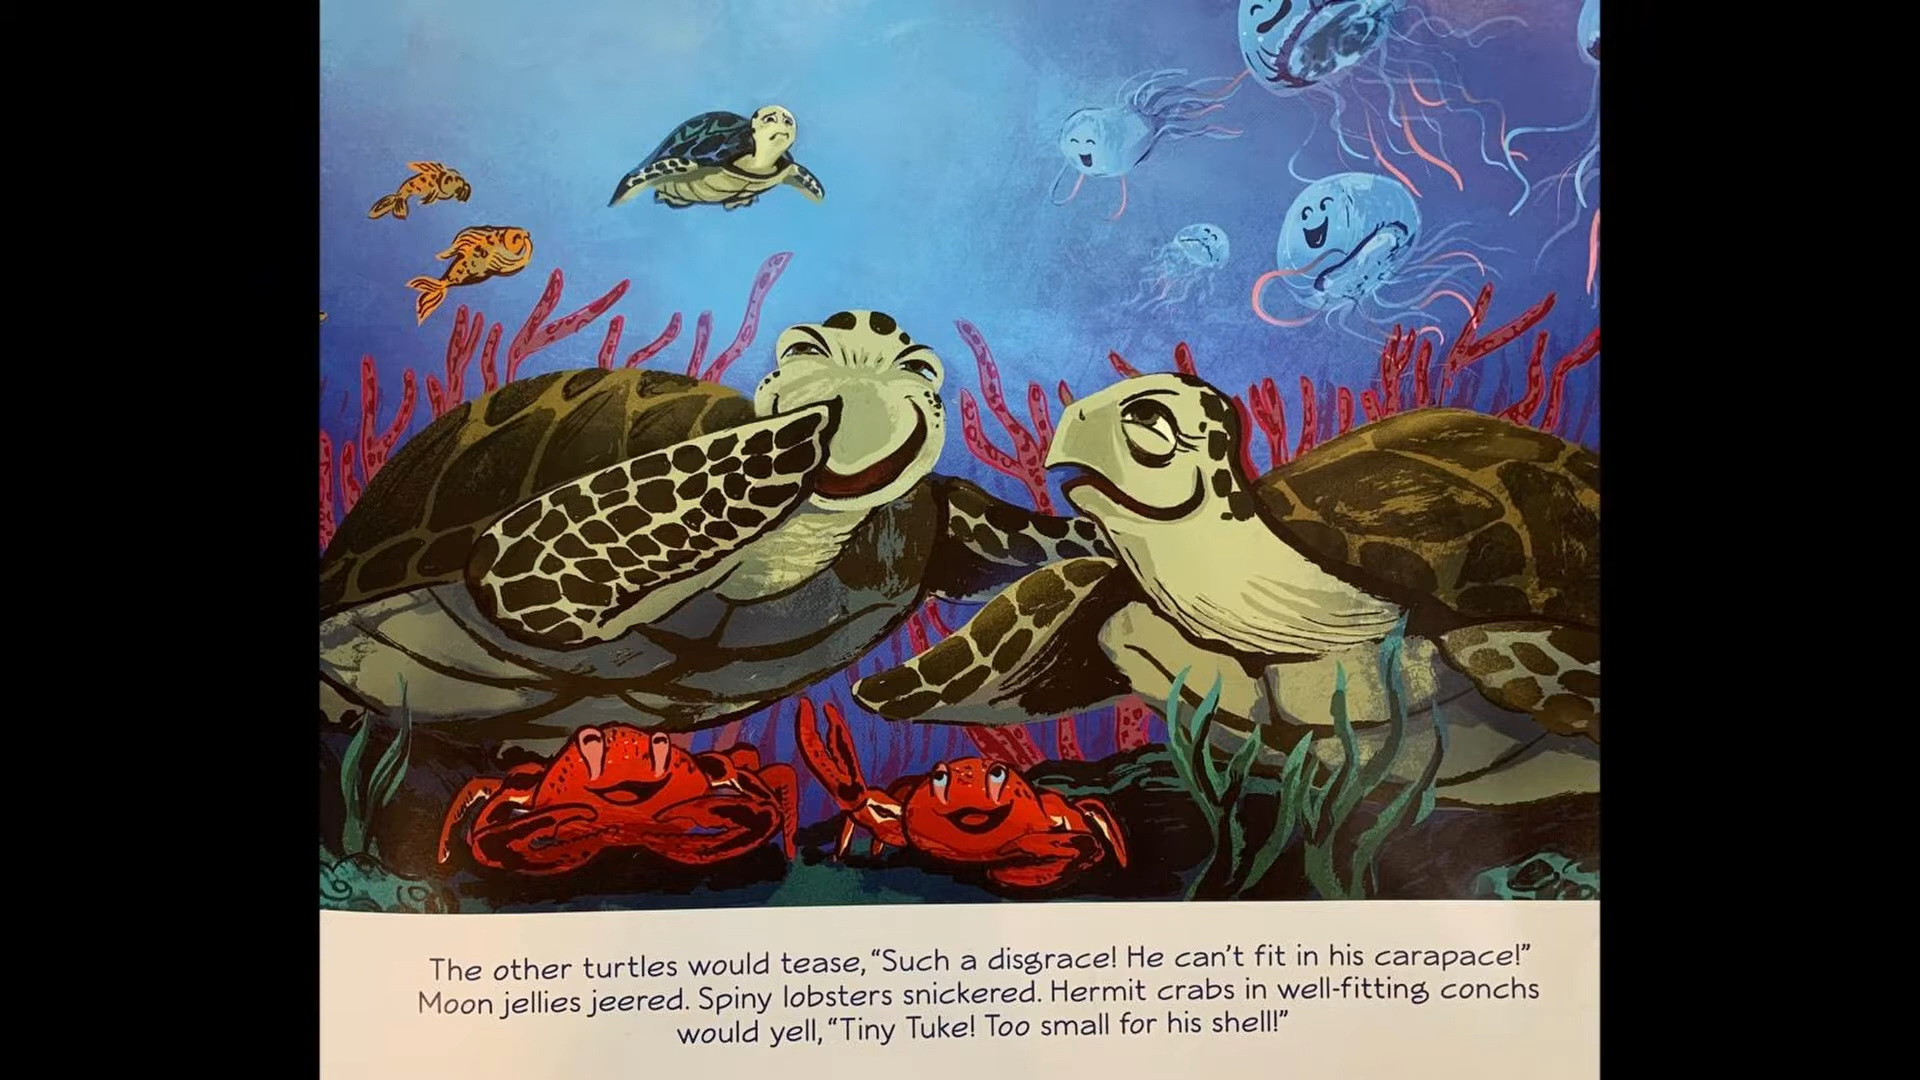 The other turtles would tease, “Such a disgrace! He can’t fit in his carapace!”
Moon jellies jeered. Spiny lobsters snickered. Hermit crabs in well-fitting conchs
would yell, “Tiny Tuke! Too small for his shell!”